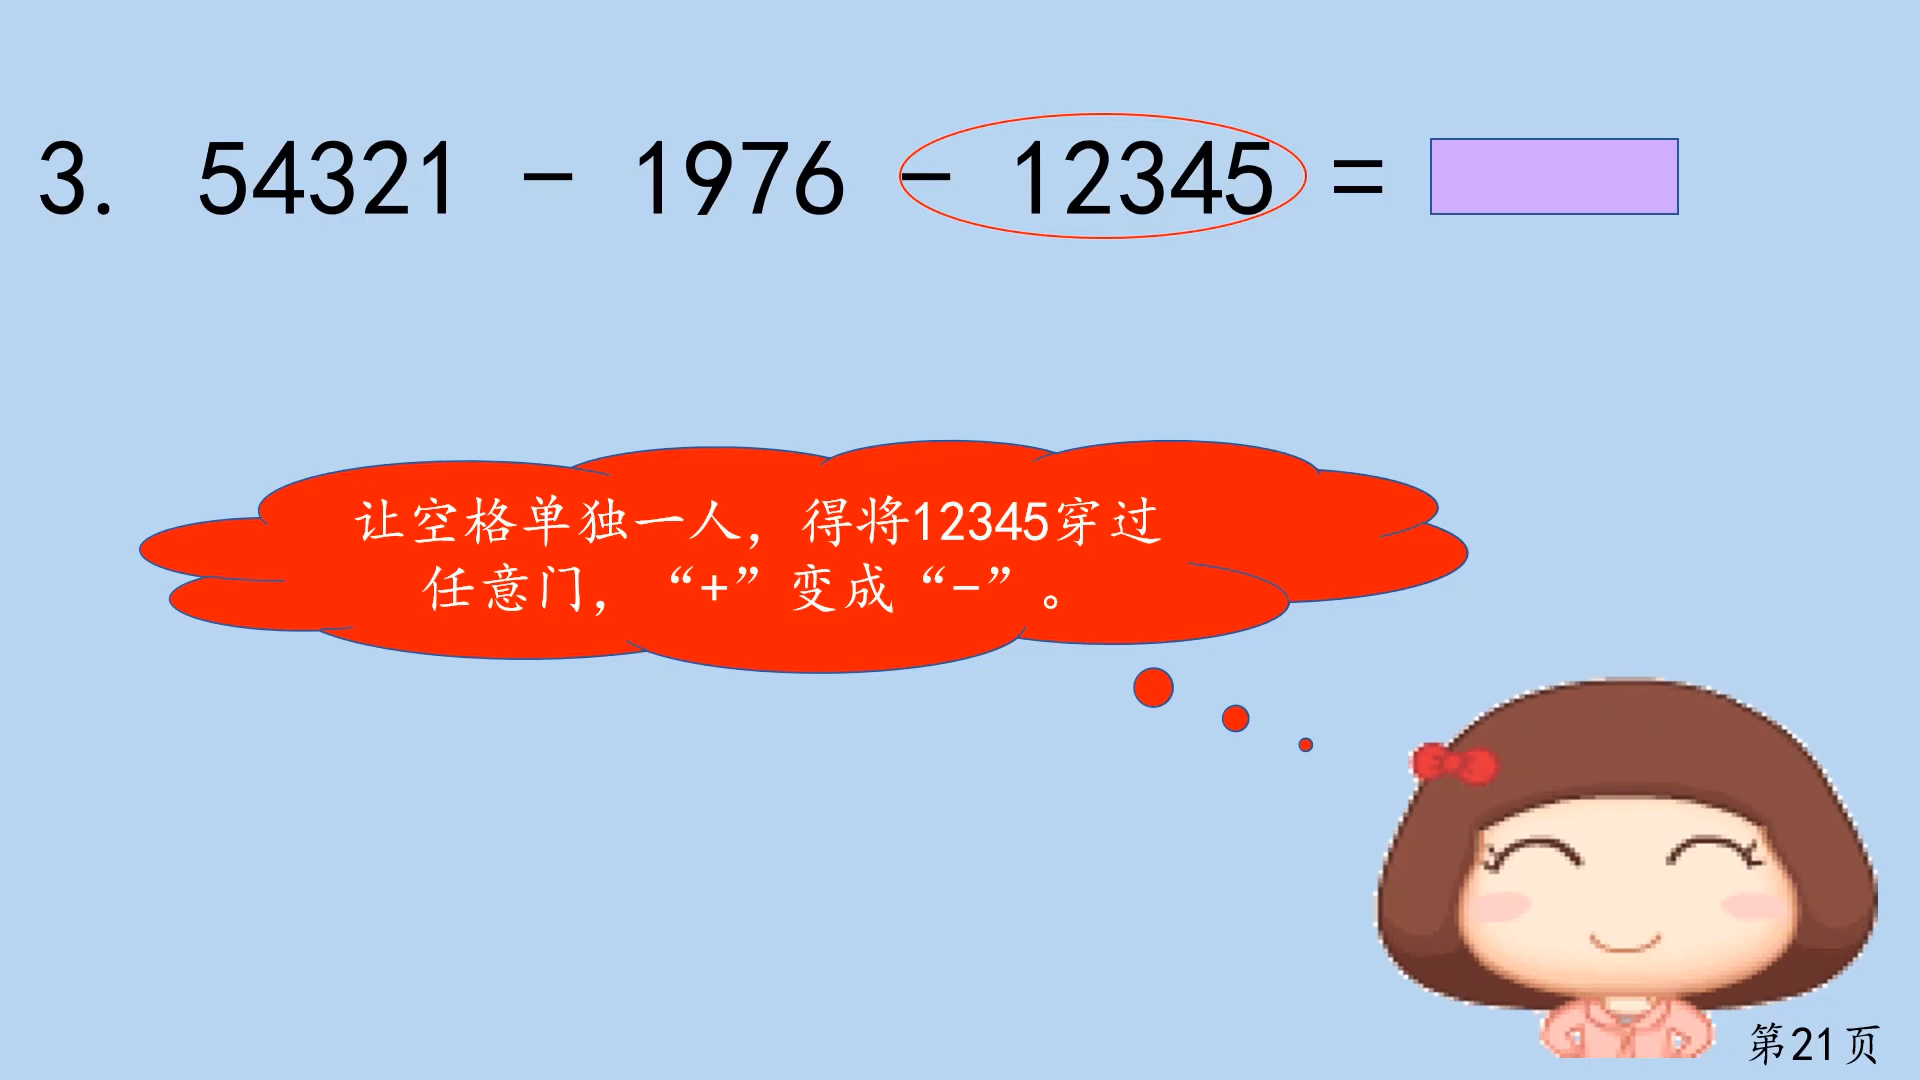 3. 54321 - 1976 - 12345 =
让空格单独一人，得将12345穿过
任意门，“+”变成“-”。
第21页